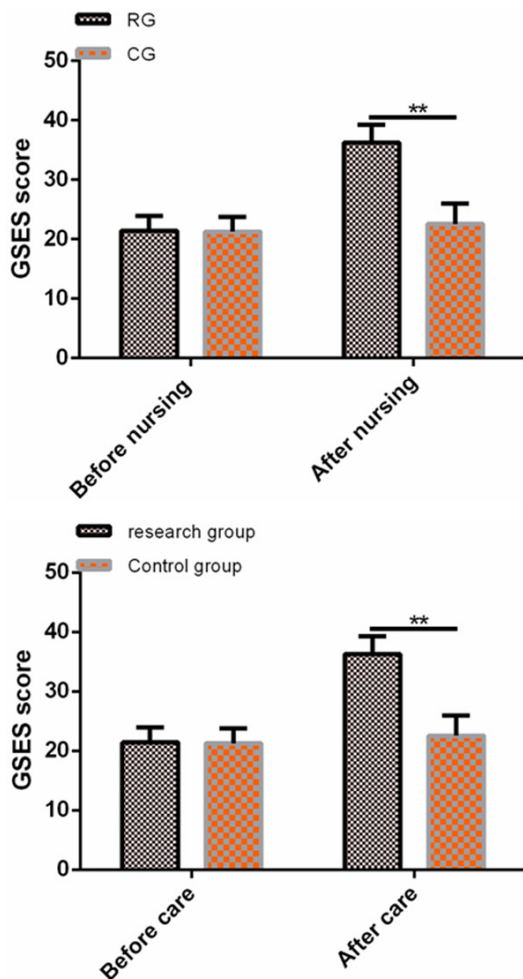 RG
CG
50
**
40
30
20
10
0
GSES score
Before nursing
After nursing
research group
Control group
50
**
40
30
20
10
0
GSES score
Before care
After care